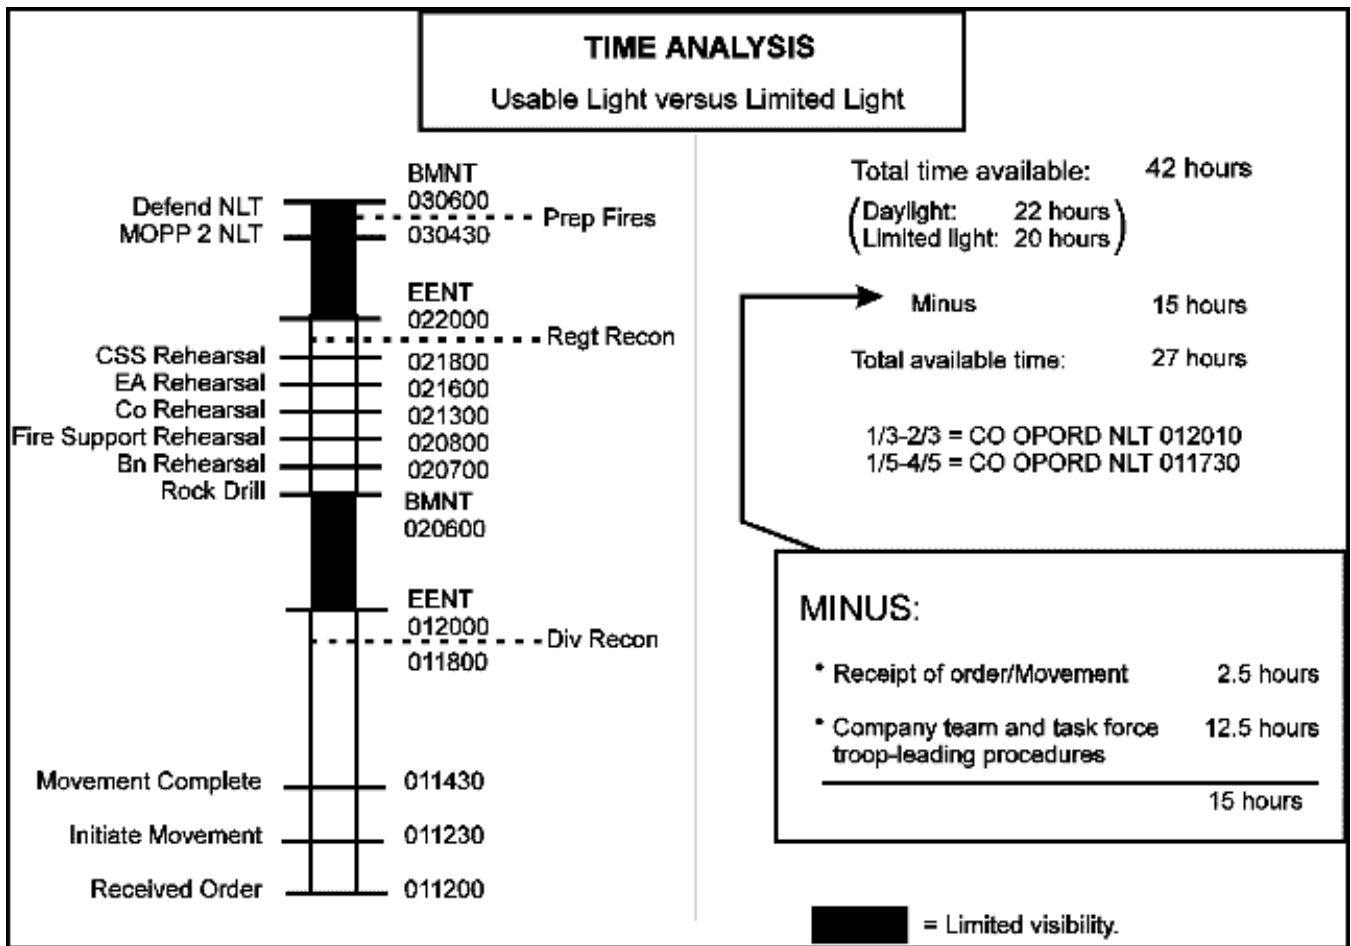 TIME ANALYSIS
Usable Light versus Limited Light
BMNT
Defend NLT 030600
Prep Fires
MOPP 2 NLT 030430
EENT
022000
Regt Recon
CSS Rehearsal 021800
EA Rehearsal 021600
Co Rehearsal 021300
Fire Support Rehearsal 020800
Bn Rehearsal 020700
Rock Drill
BMNT
020600
EENT
012000
Div Recon
011800
Movement Complete 011430
Initiate Movement 011230
Received Order 011200
Total time available: 42 hours
(Daylight: 22 hours
Limited light: 20 hours)
Minus 15 hours
Total available time: 27 hours
1/3-2/3 = CO OPORD NLT 012010
1/5-4/5 = CO OPORD NLT 011730
MINUS:
* Receipt of order/Movement 2.5 hours
* Company team and task force 12.5 hours
troop-leading procedures
15 hours
= Limited visibility.